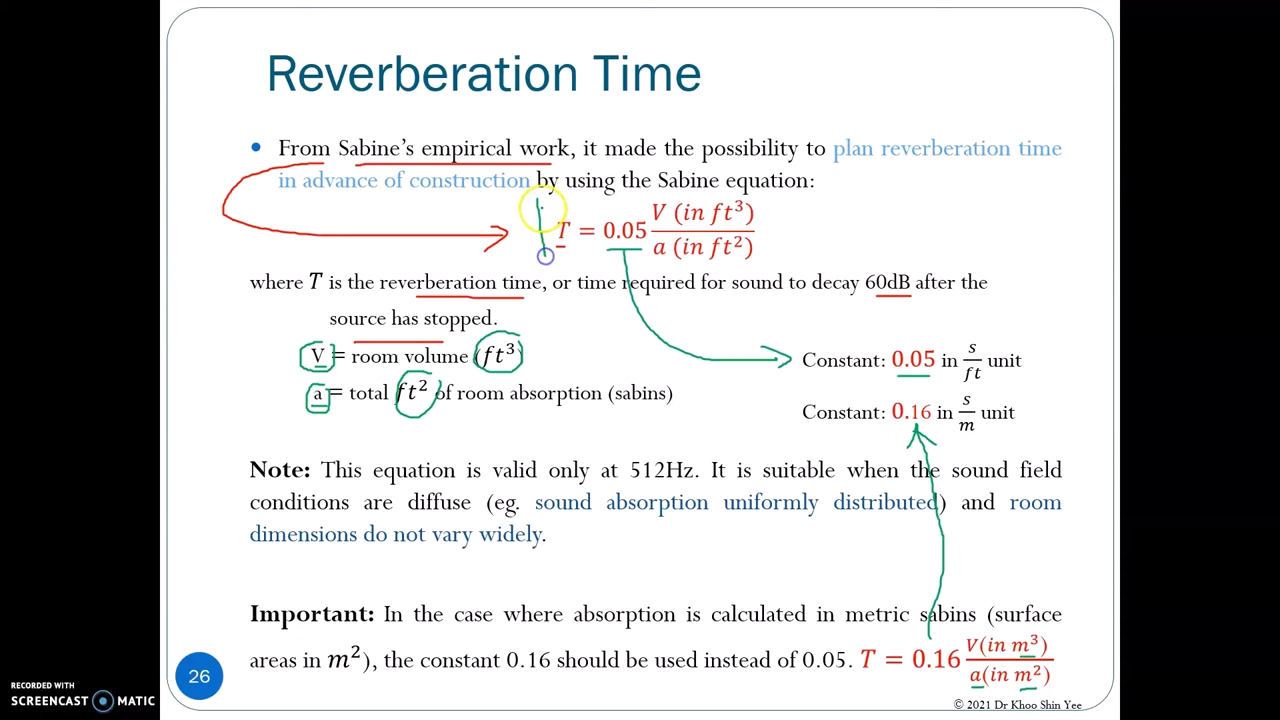 Reverberation Time
• From Sabine's empirical work, it made the possibility to plan reverberation time
in advance of construction by using the Sabine equation:
T = 0.05 V (in ft³) / a (in ft²)
where T is the reverberation time, or time required for sound to decay 60dB after the
source has stopped.
V = room volume (ft³)
a = total ft² of room absorption (sabins)
Constant: 0.05 in s/ft unit
Constant: 0.16 in s/m unit
Note: This equation is valid only at 512Hz. It is suitable when the sound field
conditions are diffuse (eg. sound absorption uniformly distributed) and room
dimensions do not vary widely.
Important: In the case where absorption is calculated in metric sabins (surface
areas in m²), the constant 0.16 should be used instead of 0.05. T = 0.16 V(in m³) / a(in m²)
26
© 2021 Dr Khoo Shin Yee
RECORDED WITH
SCREENCAST MATIC